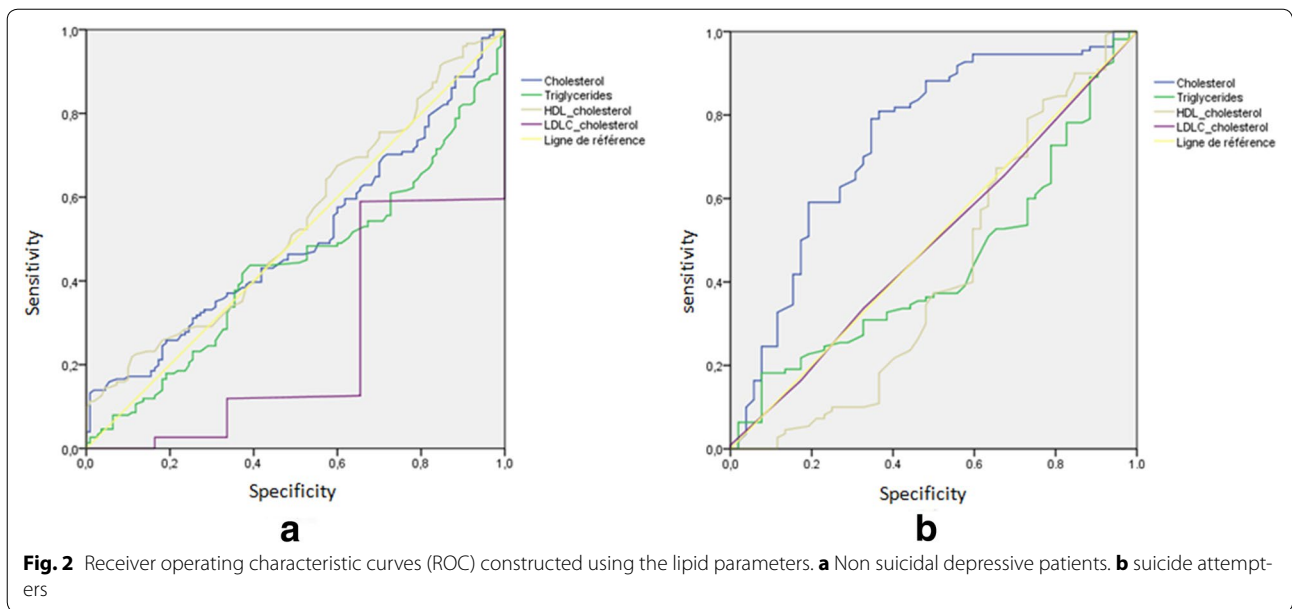 1,0
0,8
0,6
0,4
0,2
0,0
Sensitivity
0,0
0,2
0,4
0,6
0,8
1,0
Specificity
Cholesterol
Triglycerides
HDL_cholesterol
LDLC_cholesterol
Ligne de référence
a
1,0
0,8
0,6
0,4
0,2
0,0
sensitivity
0,0
0.2
0.4
0.6
0.8
1.0
Specificity
Cholesterol
Triglycerides
HDL_cholesterol
LDLC_cholesterol
Ligne de référence
b
Fig. 2 Receiver operating characteristic curves (ROC) constructed using the lipid parameters. a Non suicidal depressive patients. b suicide attempt-
ers